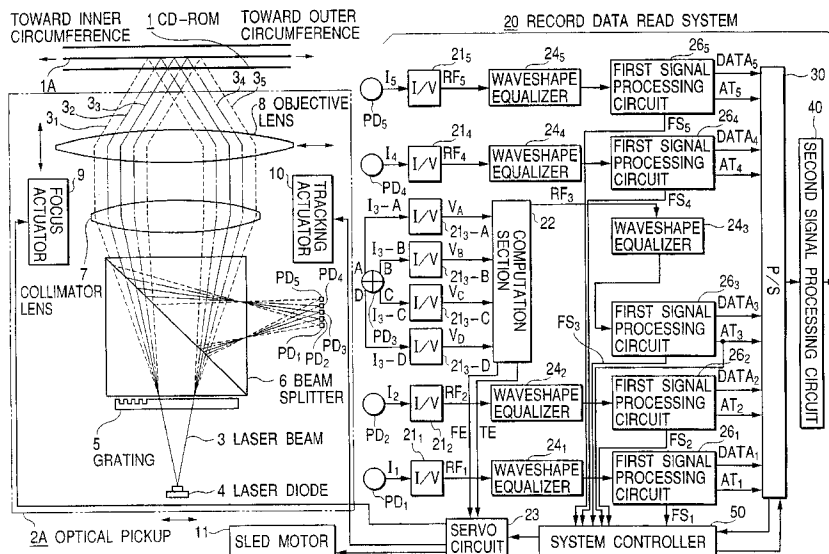 TOWARD INNER CIRCUMFERENCE
1 CD-ROM
TOWARD OUTER CIRCUMFERENCE
20 RECORD DATA READ SYSTEM
1A
3₁
3₂
3₃
3₄
3₅
8 OBJECTIVE LENS
9
FOCUS ACTUATOR
10
TRACKING ACTUATOR
7
COLLIMATOR LENS
PD₅
PD₄
PD₃
PD₂
PD₁
6 BEAM SPLITTER
5 GRATING
3 LASER BEAM
4 LASER DIODE
2A OPTICAL PICKUP
11
SLED MOTOR
PD₅
I₅
21₅
I/V
RF₅
24₅
WAVESHAPE EQUALIZER
26₅
FIRST SIGNAL PROCESSING CIRCUIT
DATA₅
AT₅
FS₅
PD₄
I₄
21₄
I/V
RF₄
24₄
WAVESHAPE EQUALIZER
26₄
FIRST SIGNAL PROCESSING CIRCUIT
DATA₄
AT₄
FS₄
A
B
C
D
PD₃
I₃-A
I/V
21₃-A
V_A
I₃-B
I/V
21₃-B
V_B
I₃-C
I/V
21₃-C
V_C
I₃-D
I/V
21₃-D
V_D
COMPUTATION SECTION
22
RF₃
WAVESHAPE EQUALIZER
24₃
26₃
FIRST SIGNAL PROCESSING CIRCUIT
DATA₃
AT₃
FS₃
PD₂
I₂
I/V
21₂
RF₂
24₂
WAVESHAPE EQUALIZER
26₂
FIRST SIGNAL PROCESSING CIRCUIT
DATA₂
AT₂
FS₂
FE
TE
PD₁
I₁
21₁
I/V
RF₁
24₁
WAVESHAPE EQUALIZER
26₁
FIRST SIGNAL PROCESSING CIRCUIT
DATA₁
AT₁
FS₁
30
P/S
40
SECOND SIGNAL PROCESSING CIRCUIT
SERVO CIRCUIT
23
SYSTEM CONTROLLER
50